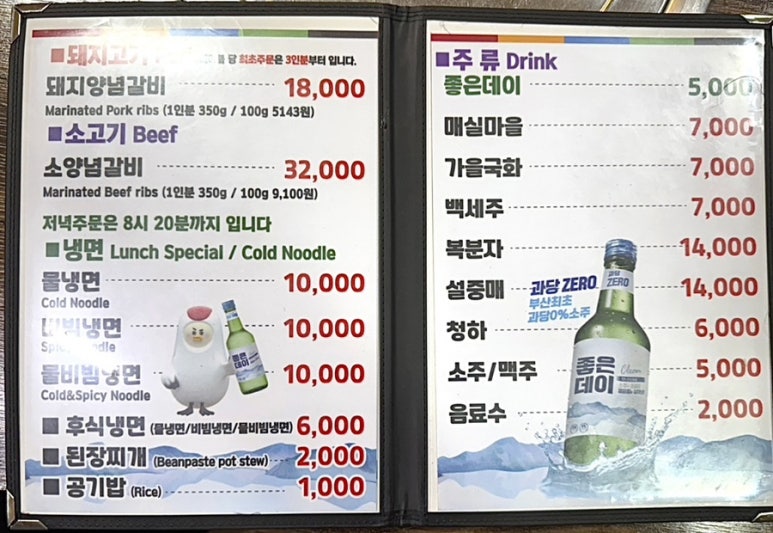 ■돼지고기 당 최초주문은 3인분부터 입니다.
돼지양념갈비 18,000
Marinated Pork ribs (1인분 350g / 100g 5143원)
■소고기 Beef
소양념갈비 32,000
Marinated Beef ribs (1인분 350g / 100g 9,100원)
저녁주문은 8시 20분까지 입니다
■냉면 Lunch Special / Cold Noodle
물냉면 10,000
Cold Noodle
비빔냉면 10,000
Spicy Noodle
물비빔냉면 10,000
Cold&Spicy Noodle
■ 후식냉면 (물냉면/비빔냉면/물비빔냉면) 6,000
■ 된장찌개 (Beanpaste pot stew) 2,000
■ 공기밥 (Rice) 1,000
■주 류 Drink
좋은데이 5,000
매실마을 7,000
가을국화 7,000
백세주 7,000
복분자 14,000
설중매 14,000
청하 6,000
소주/맥주 5,000
음료수 2,000
과당 ZERO
부산최초
과당0%소주
과당
ZERO
좋은
데이
Clean
좋은
데이